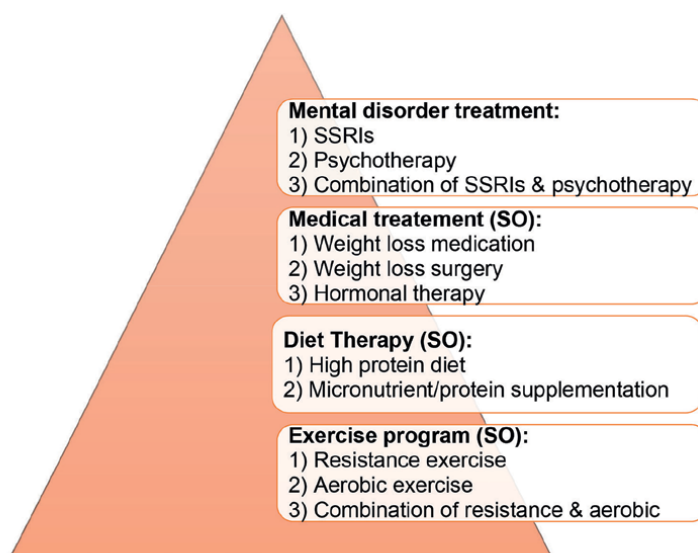 Mental disorder treatment:
1) SSRIs
2) Psychotherapy
3) Combination of SSRIs & psychotherapy
Medical treatement (SO):
1) Weight loss medication
2) Weight loss surgery
3) Hormonal therapy
Diet Therapy (SO):
1) High protein diet
2) Micronutrient/protein supplementation
Exercise program (SO):
1) Resistance exercise
2) Aerobic exercise
3) Combination of resistance & aerobic